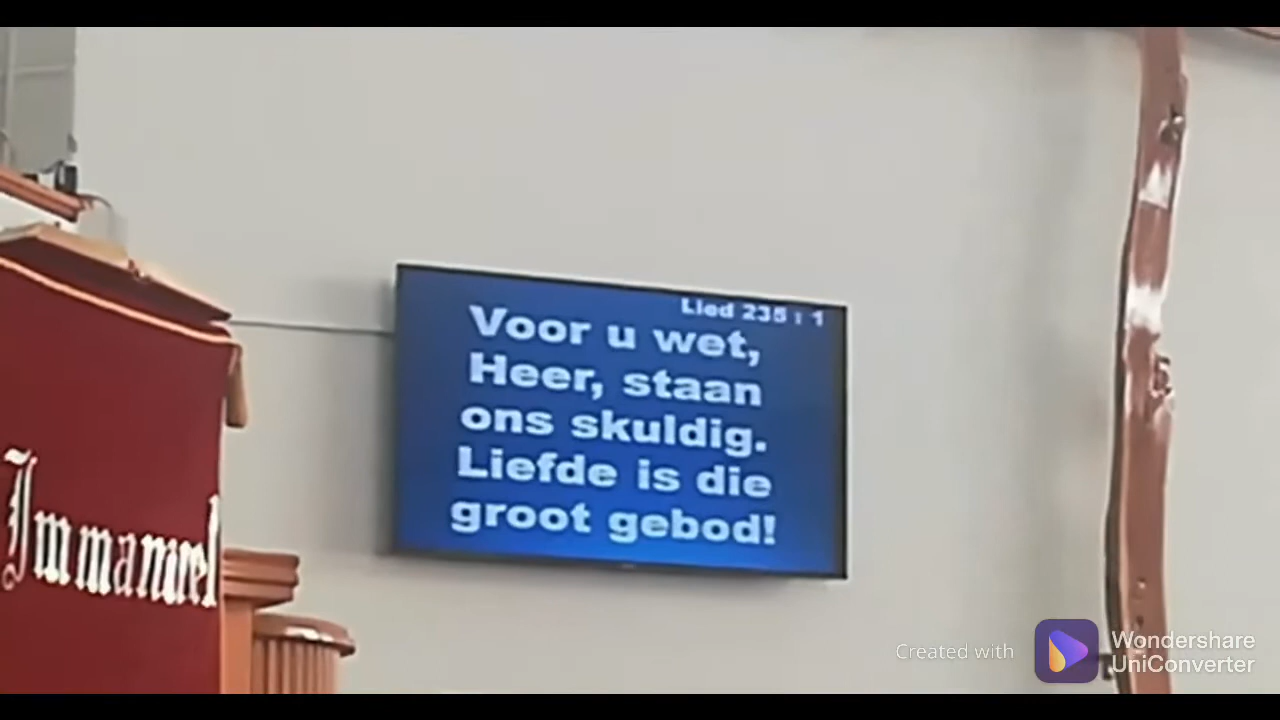 Lied 235 : 1
Voor u wet,
Heer, staan
ons skuldig.
Liefde is die
groot gebod!
Immanuel
Created with
Wondershare
UniConverter